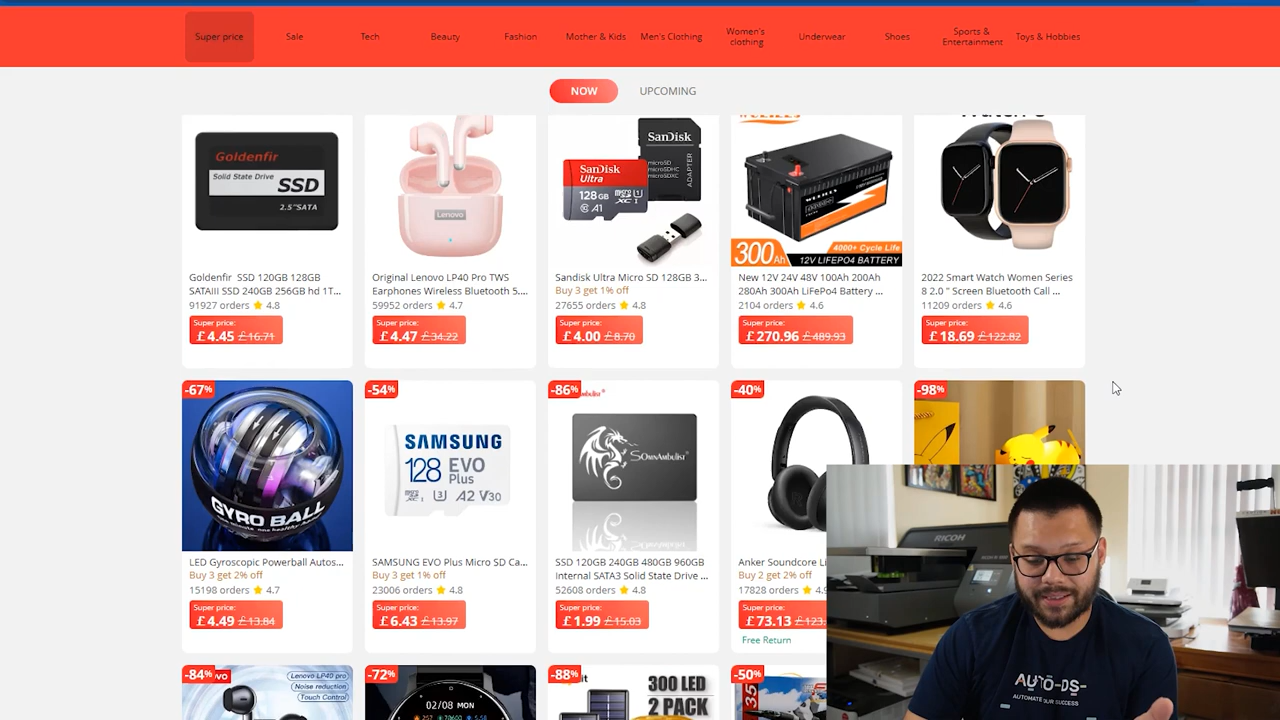 Super price
Sale
Tech
Beauty
Fashion
Mother & Kids
Men's Clothing
Women's
clothing
Underwear
Shoes
Sports &
Entertainment
Toys & Hobbies
NOW
UPCOMING
Goldenfir
Solid State Drive SSD
2.5"SATA
Goldenfir SSD 120GB 128GB
SATAIII SSD 240GB 256GB hd 1T...
91927 orders 4.8
Super price:
£4.45 £16.71
Lenovo
Original Lenovo LP40 Pro TWS
Earphones Wireless Bluetooth 5....
59952 orders 4.7
Super price:
£4.47 £34.22
SanDisk
microSD
microSDHC
microSDXC
ADAPTER
SanDisk
Ultra
128GB
A1
Sandisk Ultra Micro SD 128GB 3...
Buy 3 get 1% off
27655 orders 4.8
Super price:
£4.00 £8.70
300Ah
4000+ Cycle Life
12V LIFEPO4 BATTERY
New 12V 24V 48V 100Ah 200Ah
280Ah 300Ah LiFePo4 Battery ...
2104 orders 4.6
Super price:
£270.96 £489.93
2022 Smart Watch Women Series
8 2.0 " Screen Bluetooth Call ...
11209 orders 4.6
Super price:
£18.69 £122.82
-67%
GYRO BALL
LED Gyroscopic Powerball Autos...
Buy 3 get 2% off
15198 orders 4.7
Super price:
£4.49 £13.84
-54%
SAMSUNG
128 EVO
Plus
A2 V30
SAMSUNG EVO Plus Micro SD Ca...
Buy 3 get 1% off
23006 orders 4.8
Super price:
£6.43 £13.97
-86%
SOMNAMBULIST
SSD 120GB 240GB 480GB 960GB
Internal SATA3 Solid State Drive ...
52608 orders 4.8
Super price:
£1.99 £15.03
-40%
Anker Soundcore Li
Buy 2 get 2% off
17828 orders 4.9
Super price:
£73.13 £123.
Free Return
-98%
RICOH
AUTO-DS-
AUTOMATE OUR SUCCESS
-84%
Lenovo LP40 pro
Noise reduction
Touch Control
-72%
02/08 MON
-88%
300 LED
2 PACK
-50%